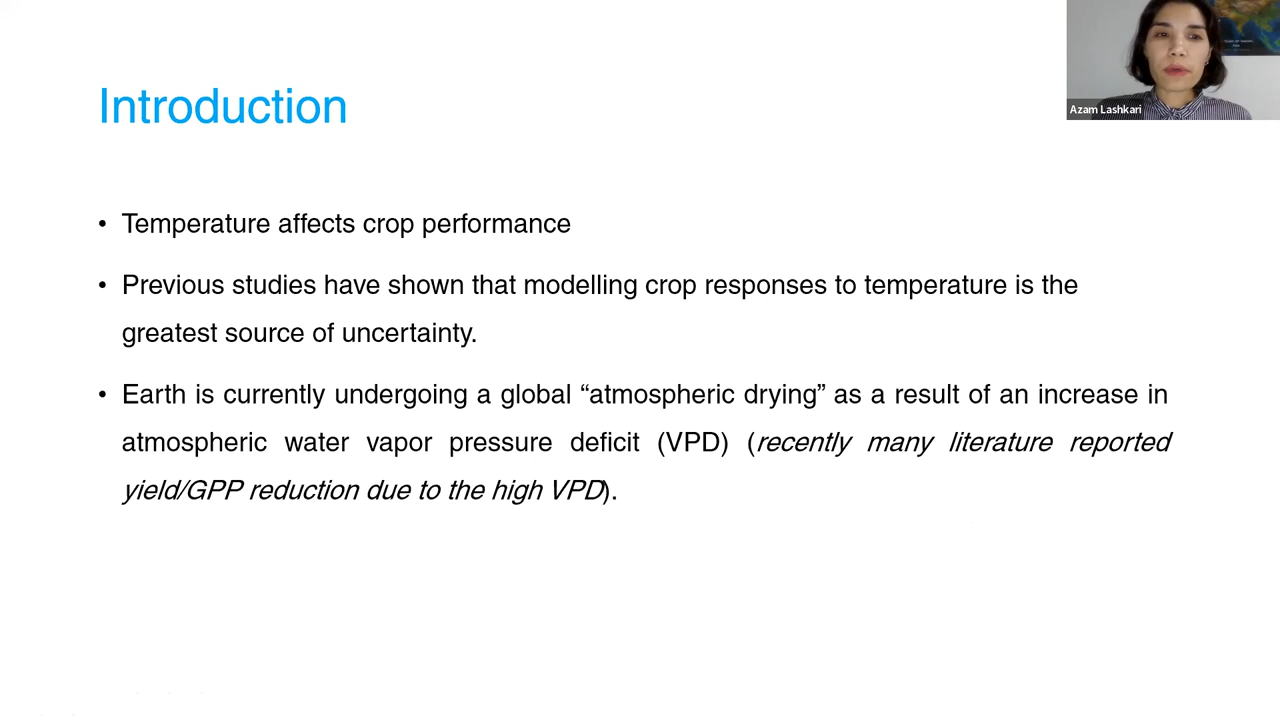 Introduction
Azam Lashkari
• Temperature affects crop performance
• Previous studies have shown that modelling crop responses to temperature is the
greatest source of uncertainty.
• Earth is currently undergoing a global “atmospheric drying” as a result of an increase in
atmospheric water vapor pressure deficit (VPD) (recently many literature reported
yield/GPP reduction due to the high VPD).